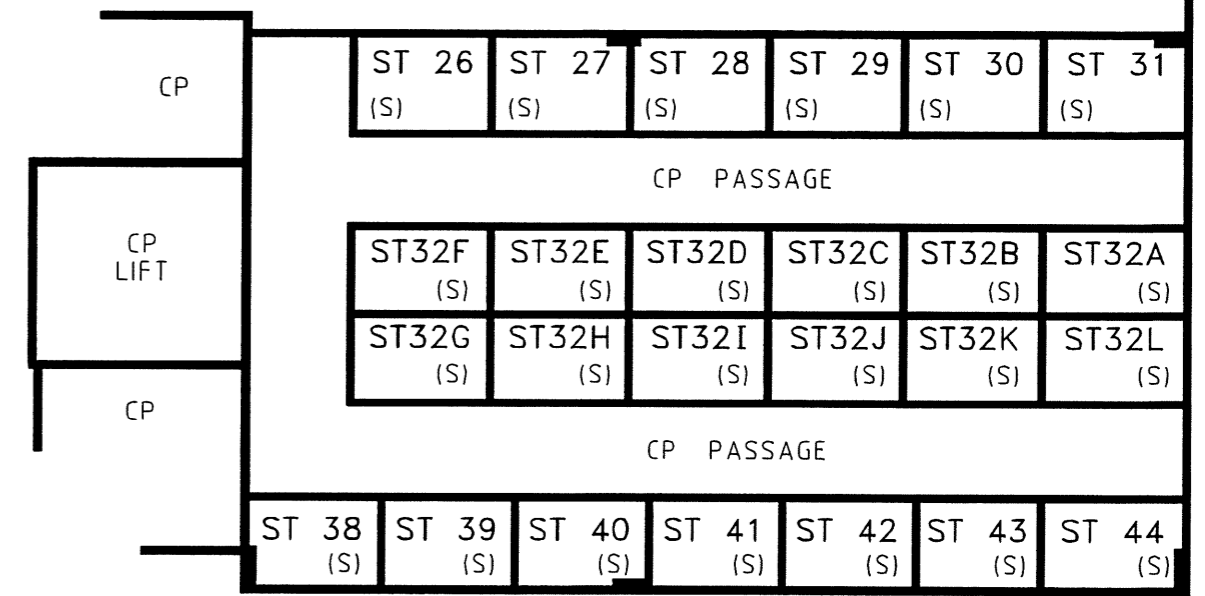 ST 26 ST 27 ST 28 ST 29 ST 30 ST 31
CP
(S) (S) (S) (S) (S) (S)
CP PASSAGE
CP
LIFT
ST32F ST32E ST32D ST32C ST32B ST32A
(S) (S) (S) (S) (S) (S)
ST32G ST32H ST32I ST32J ST32K ST32L
(S) (S) (S) (S) (S) (S)
CP
CP PASSAGE
ST 38 ST 39 ST 40 ST 41 ST 42 ST 43 ST 44
(S) (S) (S) (S) (S) (S) (S)